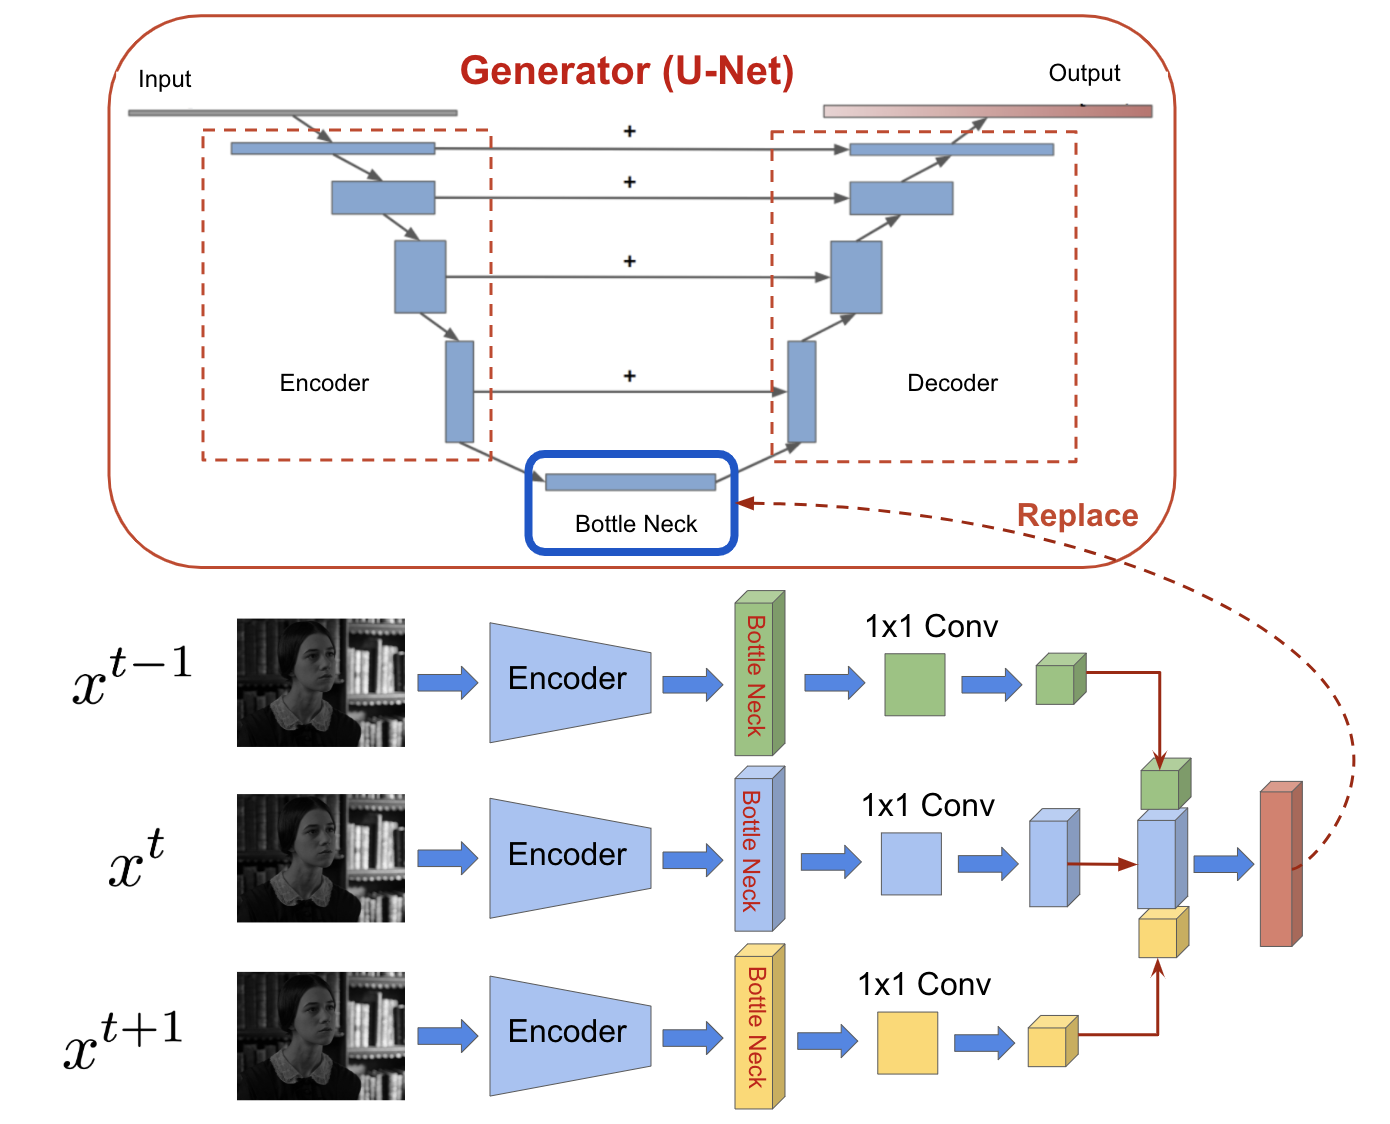 Generator (U-Net)
Input
Output
+
+
+
+
Encoder
Decoder
Bottle Neck
Replace
x^{t-1}
Encoder
Bottle Neck
1x1 Conv
x^{t}
Encoder
Bottle Neck
1x1 Conv
x^{t+1}
Encoder
Bottle Neck
1x1 Conv